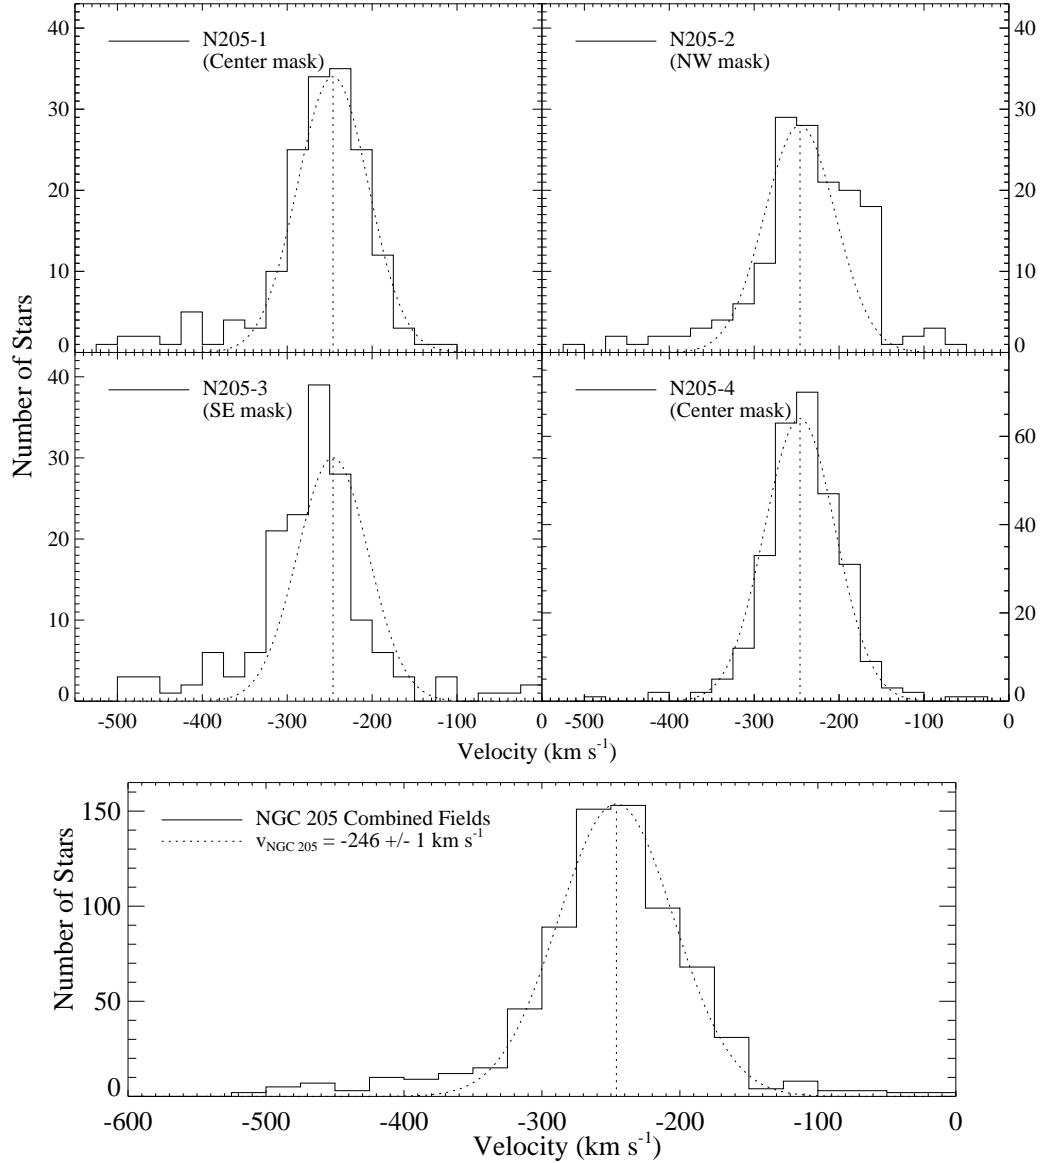 40
30
20
10
0
N205-1
(Center mask)
N205-2
(NW mask)
40
30
20
10
0
Number of Stars
40
30
20
10
0
N205-3
(SE mask)
N205-4
(Center mask)
60
40
20
0
-500 -400 -300 -200 -100 0 -500 -400 -300 -200 -100 0
Velocity (km s-1)
Velocity (km s-1)
150
100
50
0
Number of Stars
NGC 205 Combined Fields
vNGC 205 = -246 +/- 1 km s-1
-600 -500 -400 -300 -200 -100 0
Velocity (km s-1)